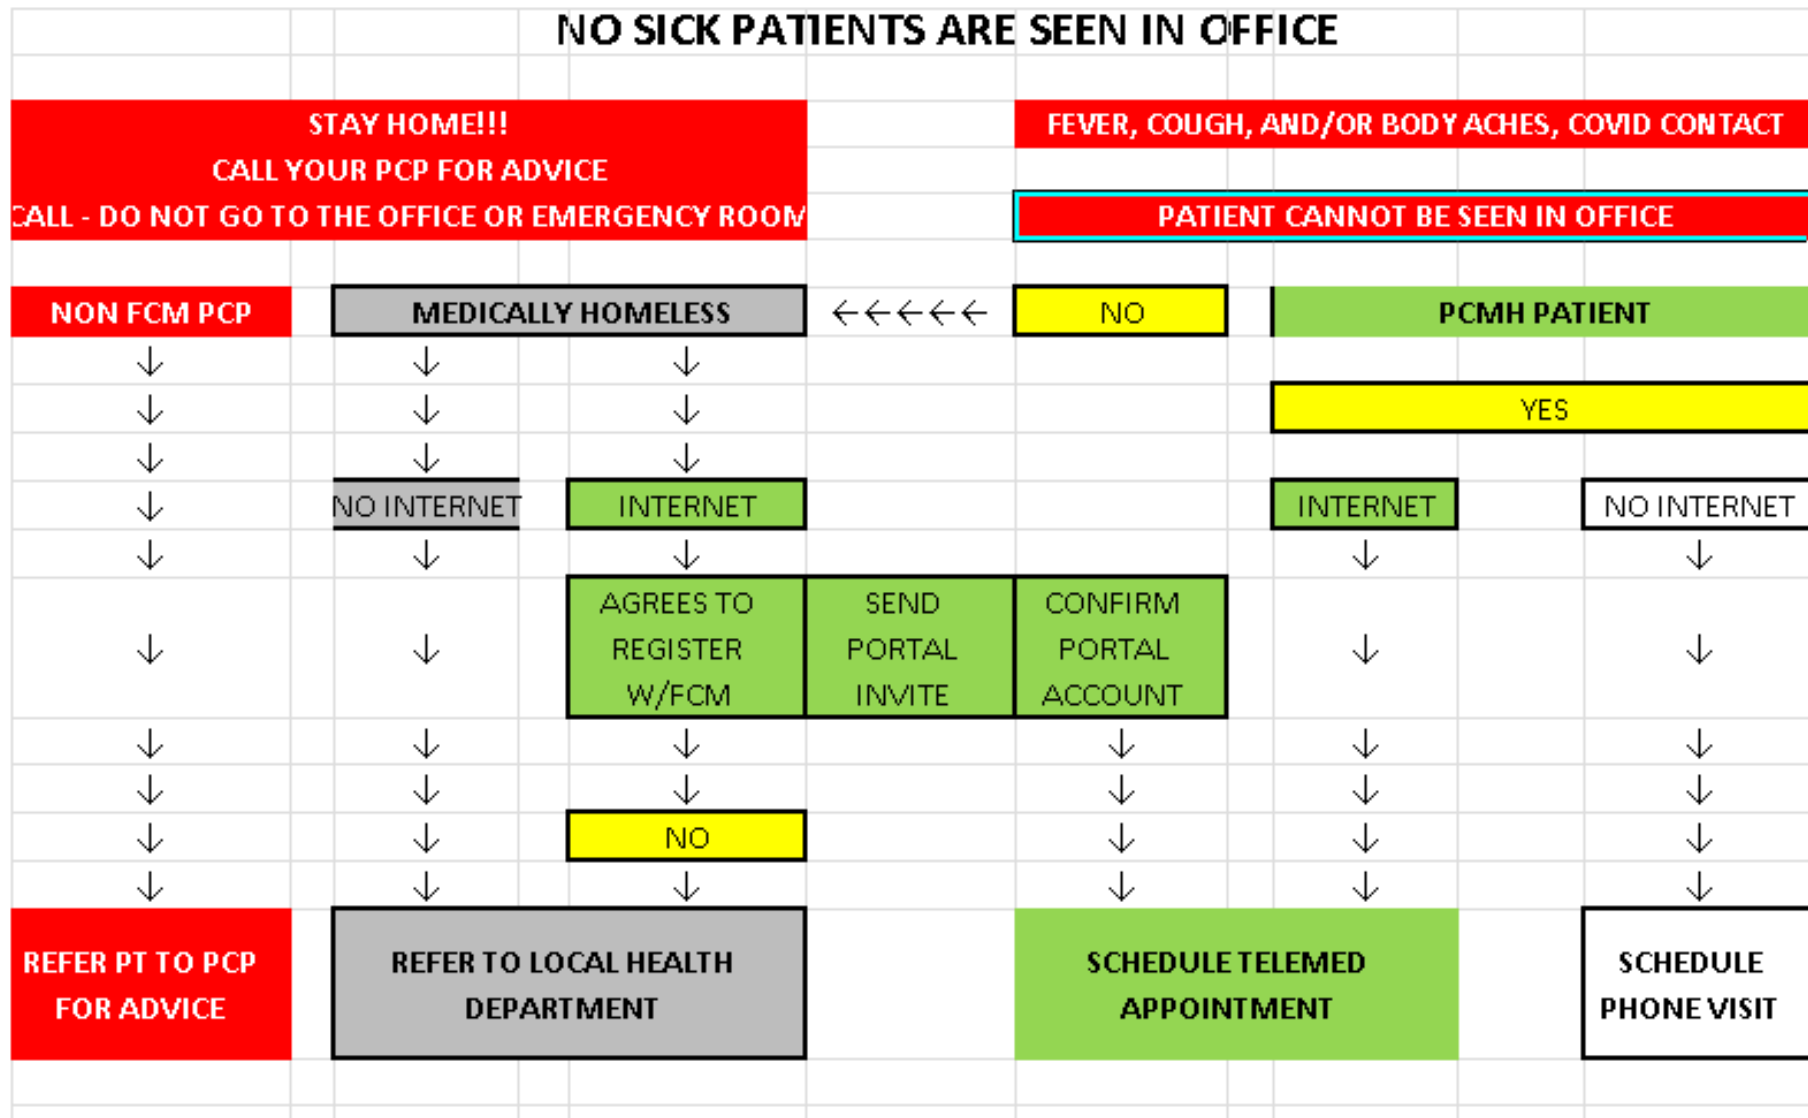 NO SICK PATIENTS ARE SEEN IN OFFICE
STAY HOME!!!
CALL YOUR PCP FOR ADVICE
CALL - DO NOT GO TO THE OFFICE OR EMERGENCY ROOM
FEVER, COUGH, AND/OR BODY ACHES, COVID CONTACT
PATIENT CANNOT BE SEEN IN OFFICE
NON FCM PCP
MEDICALLY HOMELESS
←←←←←
NO
PCMH PATIENT
YES
NO INTERNET
INTERNET
INTERNET
NO INTERNET
AGREES TO
REGISTER
W/FCM
SEND
PORTAL
INVITE
CONFIRM
PORTAL
ACCOUNT
NO
REFER PT TO PCP
FOR ADVICE
REFER TO LOCAL HEALTH
DEPARTMENT
SCHEDULE TELEMED
APPOINTMENT
SCHEDULE
PHONE VISIT